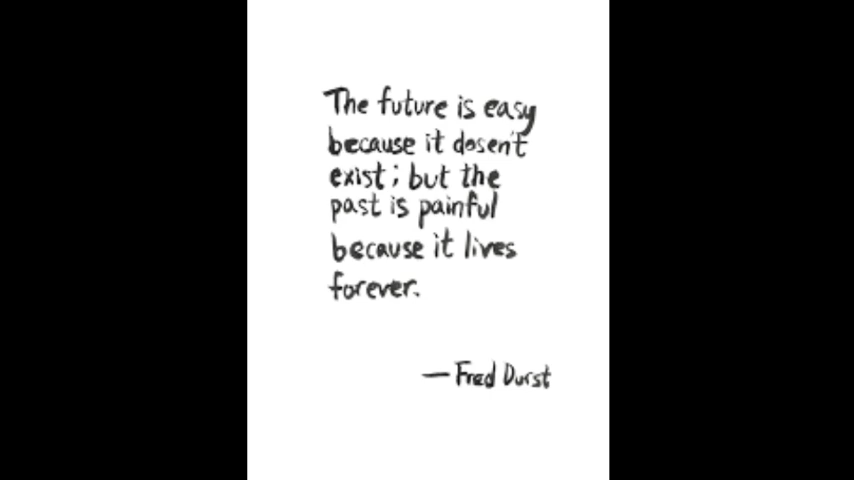 The future is easy
because it dosen't
exist; but the
past is painful
because it lives
forever.
— Fred Durst